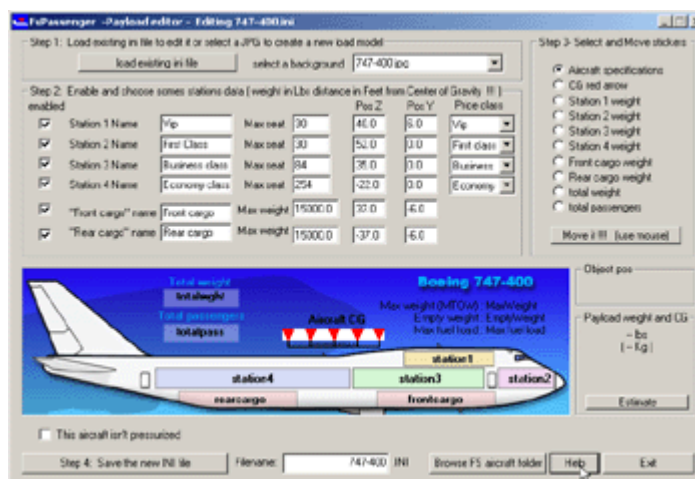 FsPassenger -Payload editor - Editing 747-400.ini
Step 1: Load existing ini file to edit it or select a JPG to create a new load model
load existing ini file
select a background
747-400.jpg
Step 2: Enable and choose somes stations data ( weight in Lbs distance in Feet from Center of Gravity !!! )
enabled
Pos Z
Pos Y
Price class
Station 1 Name
Vip
Max seat
30
40.0
6.0
Vip
Station 2 Name
First Class
Max seat
30
52.0
0.0
First class
Station 3 Name
Business class
Max seat
84
35.0
0.0
Business
Station 4 Name
Economy class
Max seat
254
-22.0
0.0
Economy
"Front cargo" name
Front cargo
Max weight
15000.0
32.0
-6.0
"Rear cargo" name
Rear cargo
Max weight
15000.0
-37.0
-6.0
Step 3- Select and Move stickers
Aircraft specifications
CG red arrow
Station 1 weight
Station 2 weight
Station 3 weight
Station 4 weight
Front cargo weight
Rear cargo weight
total weight
total passengers
Move it !!! (use mouse)
Total weight
totalwght
Total passengers
totalpass
Aircraft CG
Boeing 747-400
Max weight (MTOW) : MaxWeight
Empty weight : EmptyWeight
Max fuel load : Max fuel load
station1
station4
station3
station2
rearcargo
frontcargo
Object pos
Payload weight and CG
-- lbs
( -- Kg )
Estimate
This aircraft isn't pressurized
Step 4: Save the new INI file
Filename:
747-400
.INI
Browse FS aircraft folder
Help
Exit